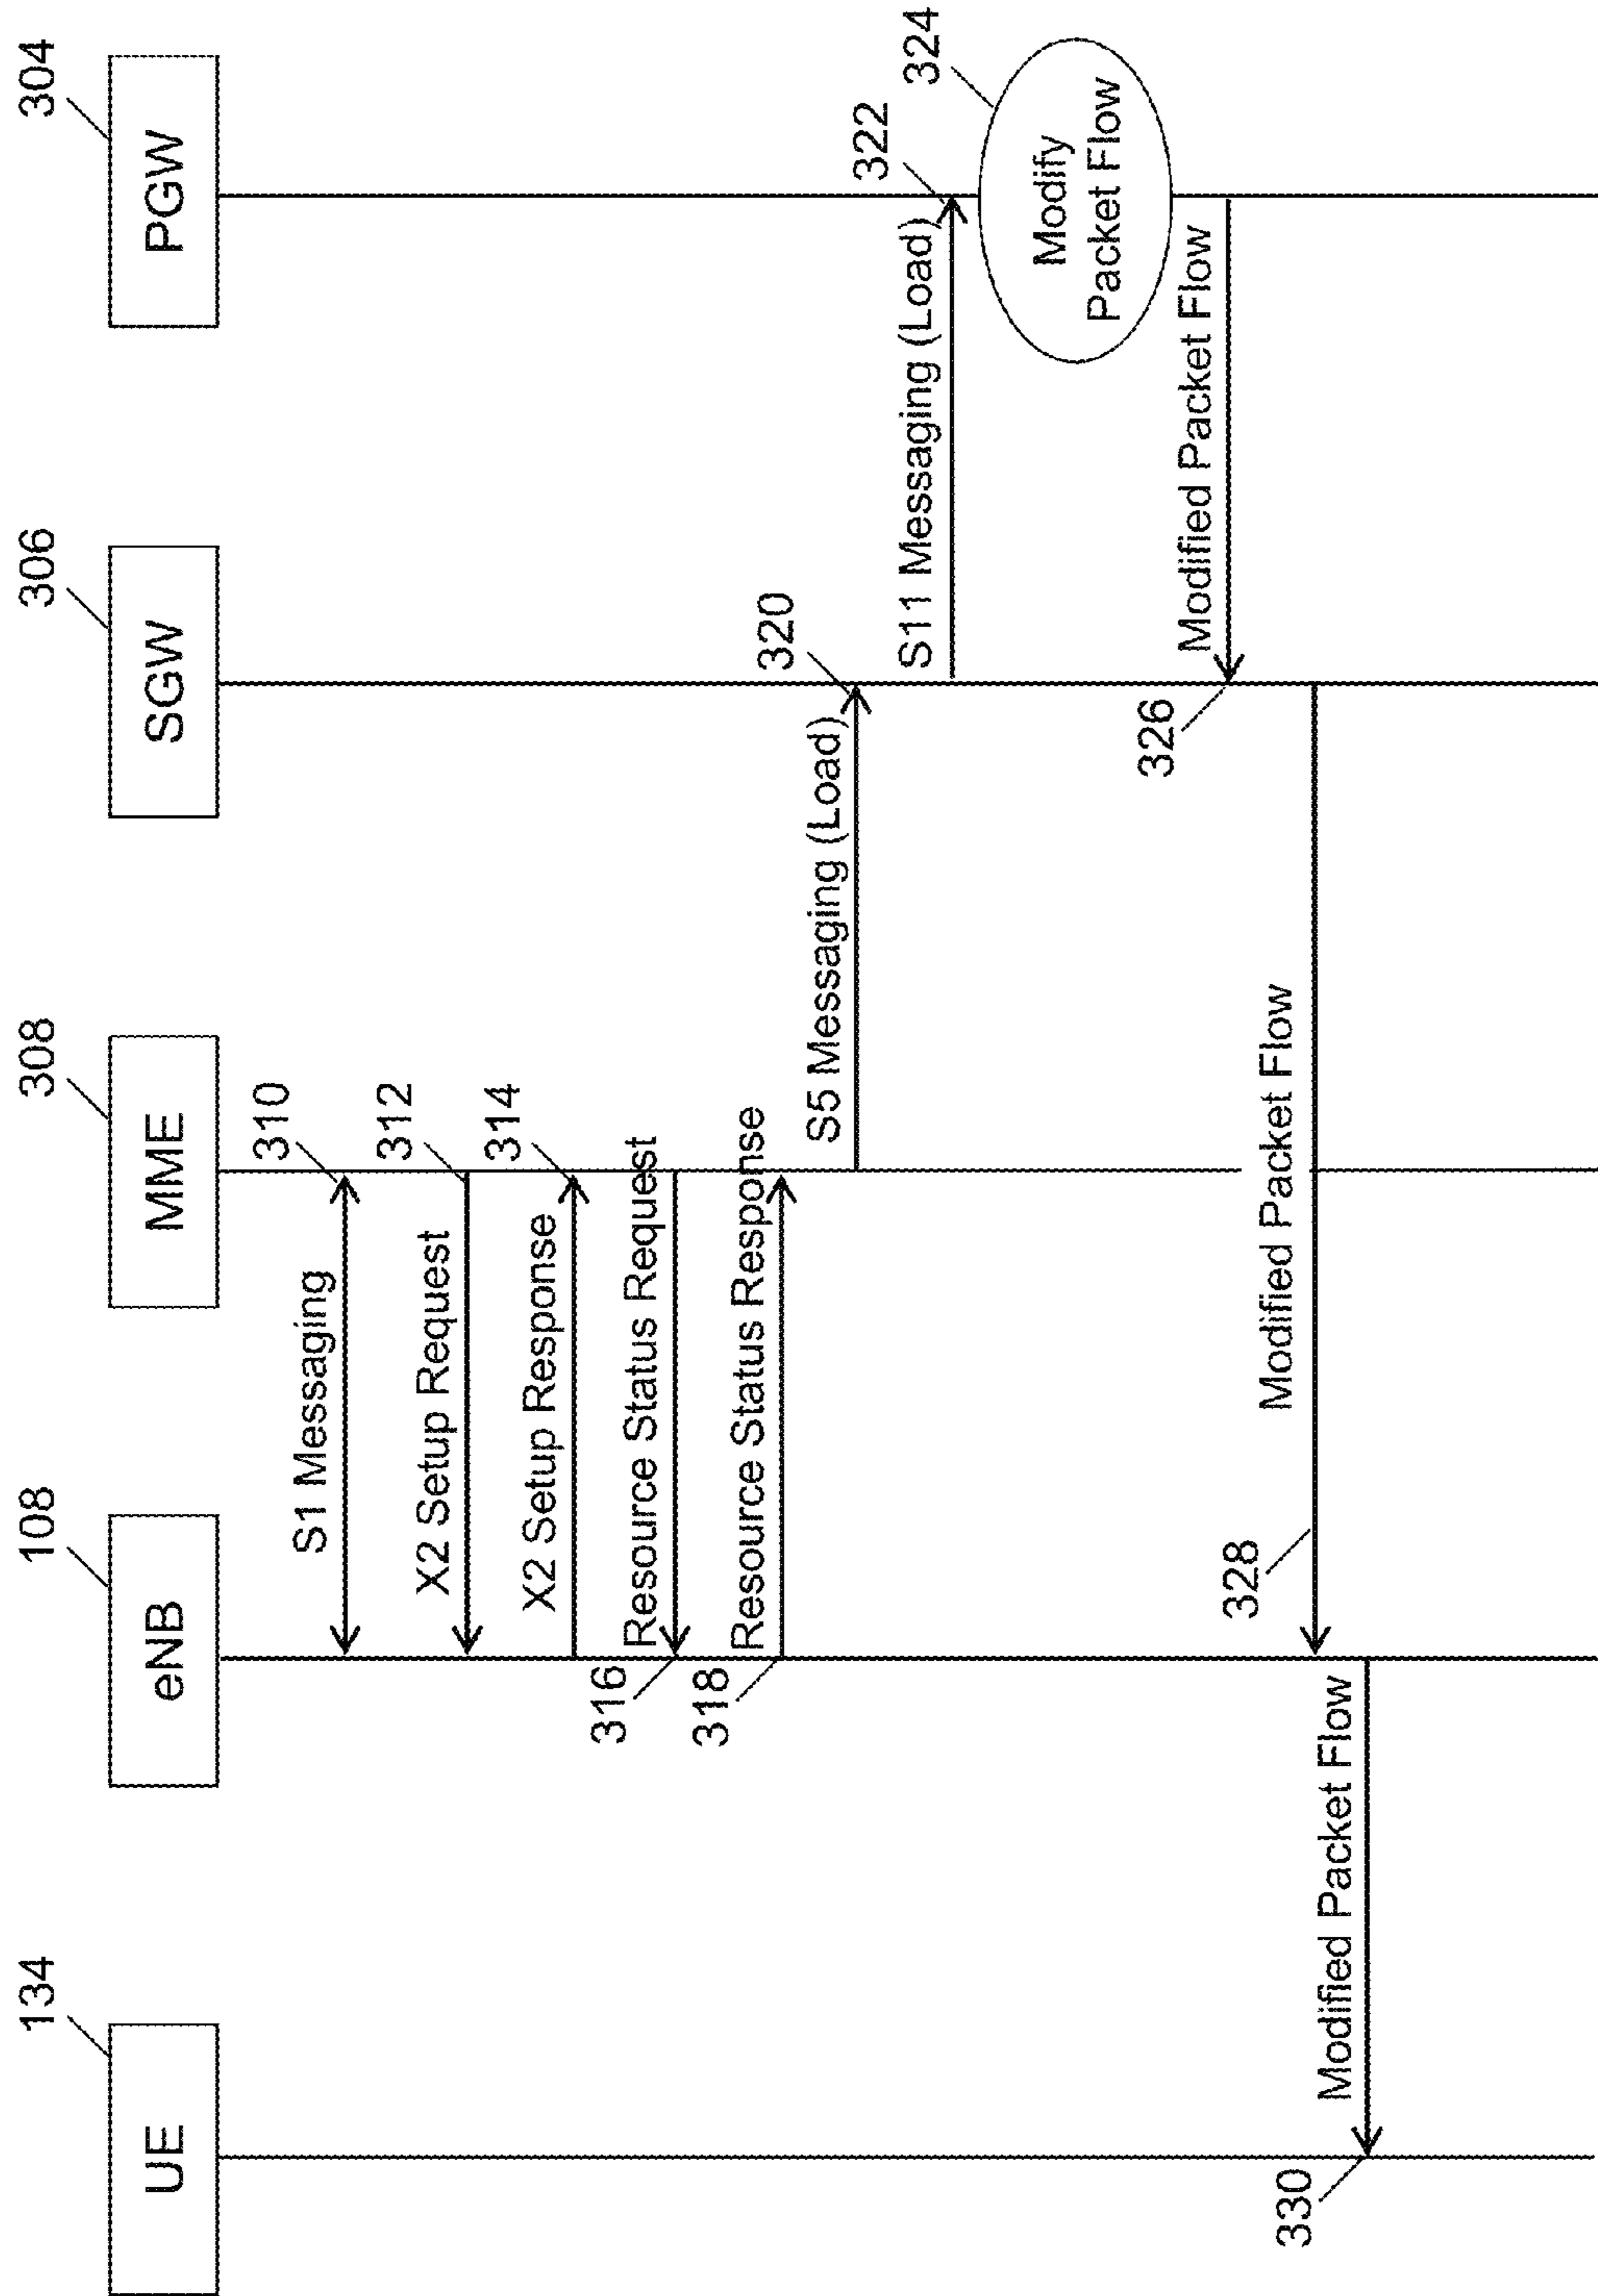 134
108
308
306
304
UE
eNB
MME
SGW
PGW
310
S1 Messaging
312
X2 Setup Request
314
X2 Setup Response
316
Resource Status Request
318
Resource Status Response
320
S5 Messaging (Load)
322
S11 Messaging (Load)
324
Modify
Packet Flow
326
Modified Packet Flow
328
Modified Packet Flow
330
Modified Packet Flow